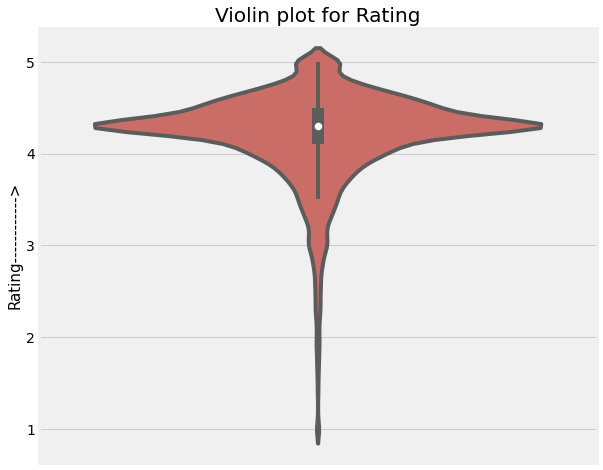 Violin plot for Rating
5
4
3
2
1
Rating------------->